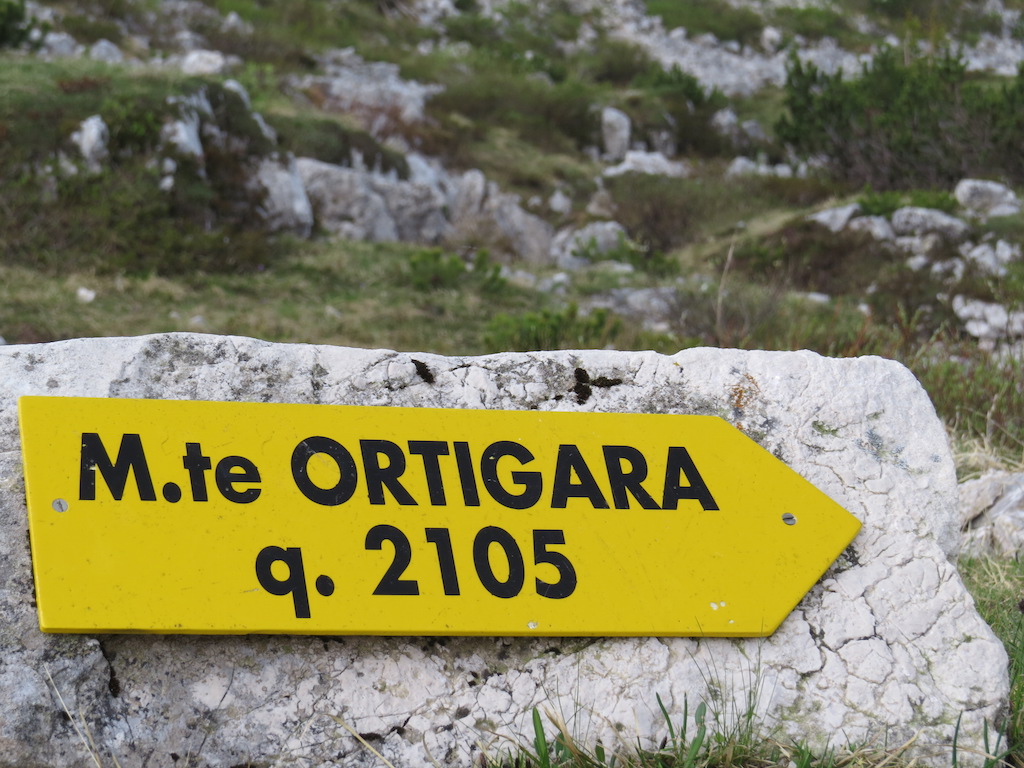 M.te ORTIGARA
q. 2105